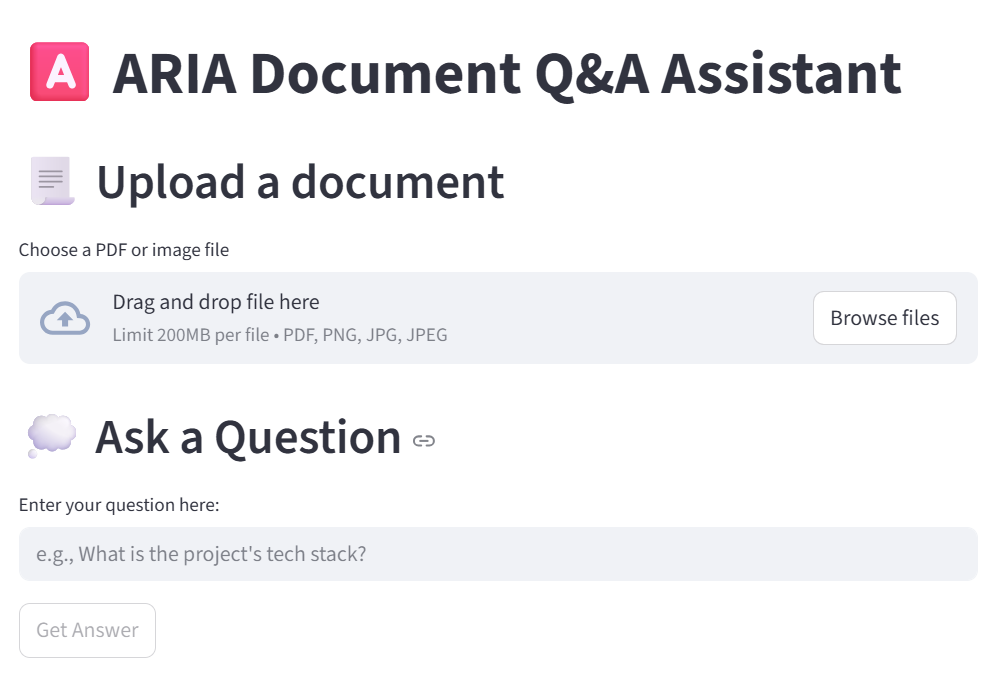 🅰 ARIA Document Q&A Assistant
Upload a document
Choose a PDF or image file
Drag and drop file here
Limit 200MB per file • PDF, PNG, JPG, JPEG
Browse files
Ask a Question
Enter your question here:
e.g., What is the project's tech stack?
Get Answer